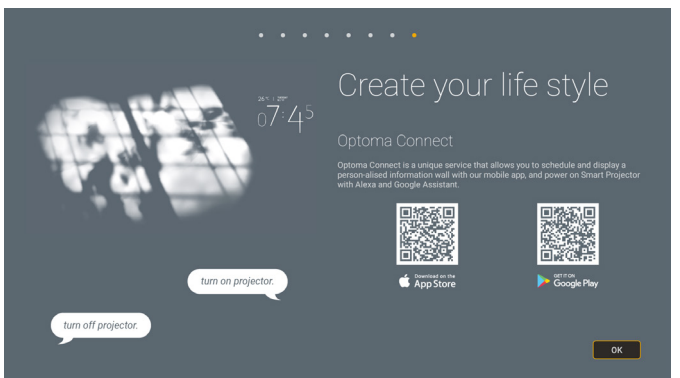 26°C | 25°
07:45
Create your life style
Optoma Connect
Optoma Connect is a unique service that allows you to schedule and display a
person-alised information wall with our mobile app, and power on Smart Projector
with Alexa and Google Assistant.
Download on the
App Store
GET IT ON
Google Play
turn on projector.
turn off projector.
OK